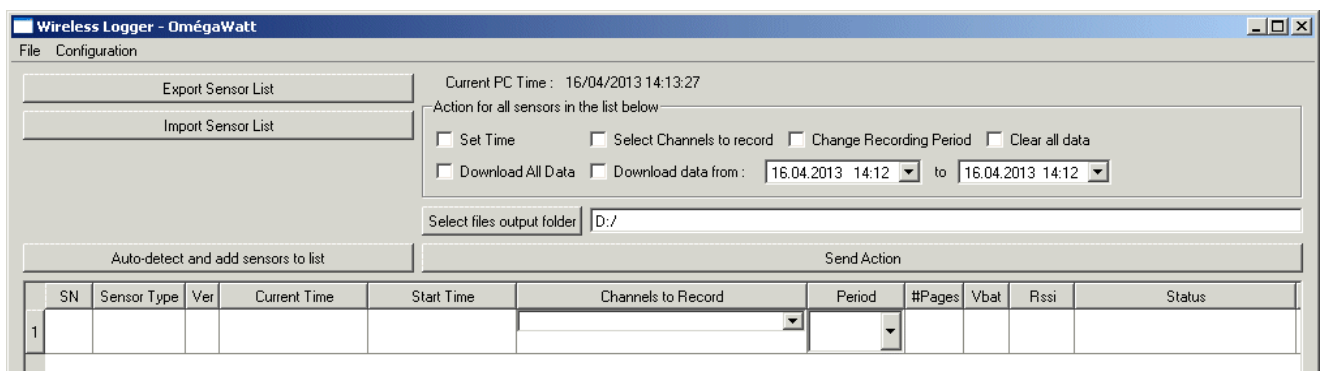 Wireless Logger - OmégaWatt
File Configuration
Export Sensor List
Current PC Time : 16/04/2013 14:13:27
Action for all sensors in the list below
Import Sensor List
Set Time Select Channels to record Change Recording Period Clear all data
Download All Data Download data from : 16.04.2013 14:12 to 16.04.2013 14:12
Select files output folder D:/
Auto-detect and add sensors to list Send Action
SN Sensor Type Ver Current Time Start Time Channels to Record Period #Pages Vbat Rssi Status
1